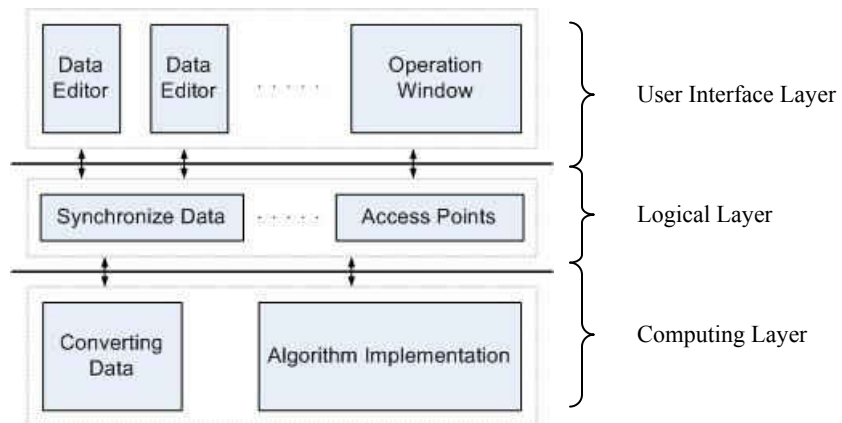 Data
Editor
Data
Editor
. . . . .
Operation
Window
User Interface Layer
Synchronize Data
. . . . .
Access Points
Logical Layer
Converting
Data
Algorithm Implementation
Computing Layer